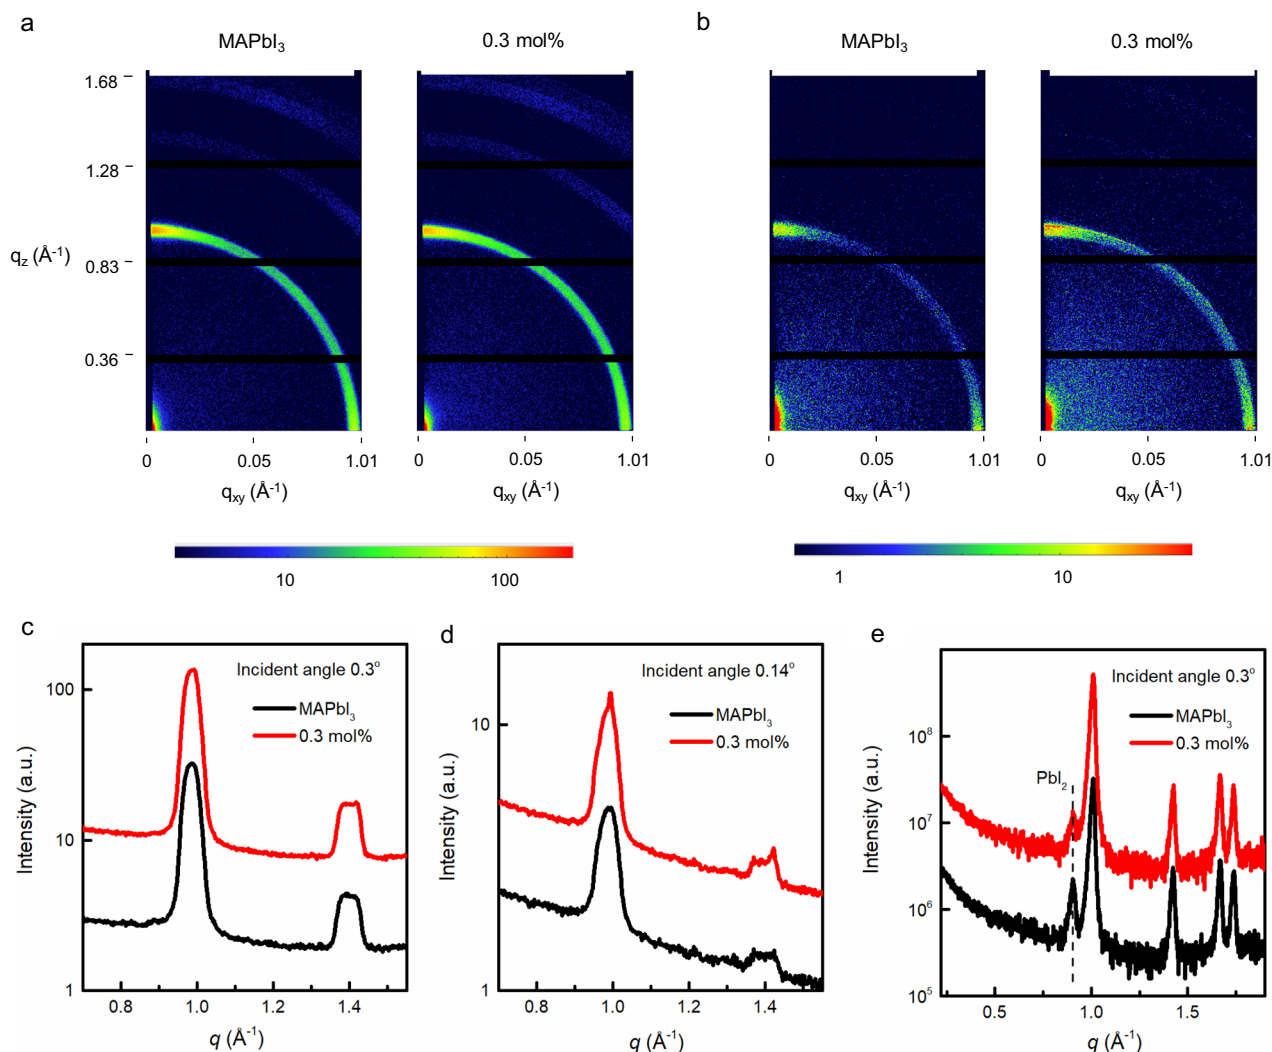 a
MAPbI₃
0.3 mol%
b
MAPbI₃
0.3 mol%
1.68
1.28
q_z (Å⁻¹)
0.83
0.36
0
0.05
1.01
0
0.05
1.01
0
0.05
1.01
0
0.05
1.01
q_xy (Å⁻¹)
q_xy (Å⁻¹)
q_xy (Å⁻¹)
q_xy (Å⁻¹)
10
100
1
10
c
Incident angle 0.3°
MAPbI₃
0.3 mol%
100
10
1
Intensity (a.u.)
0.8
1.0
1.2
1.4
q (Å⁻¹)
d
Incident angle 0.14°
MAPbI₃
0.3 mol%
10
1
Intensity (a.u.)
0.8
1.0
1.2
1.4
q (Å⁻¹)
e
Incident angle 0.3°
MAPbI₃
0.3 mol%
PbI₂
10⁸
10⁷
10⁶
10⁵
Intensity (a.u.)
0.5
1.0
1.5
q (Å⁻¹)